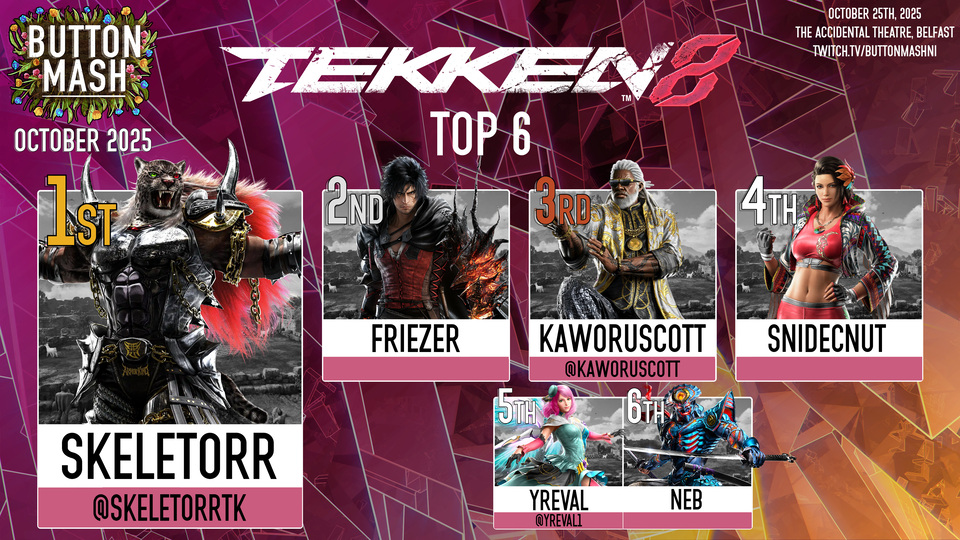 BUTTON
MASH
OCTOBER 2025
TEKKEN 8
TM
TOP 6
OCTOBER 25TH, 2025
THE ACCIDENTAL THEATRE, BELFAST
TWITCH.TV/BUTTONMASHNI
1ST
SKELETORR
@SKELETORRTK
2ND
FRIEZER
3RD
KAWORUSCOTT
@KAWORUSCOTT
4TH
SNIDECNUT
5TH
YREVAL
@YREVAL1
6TH
NEB